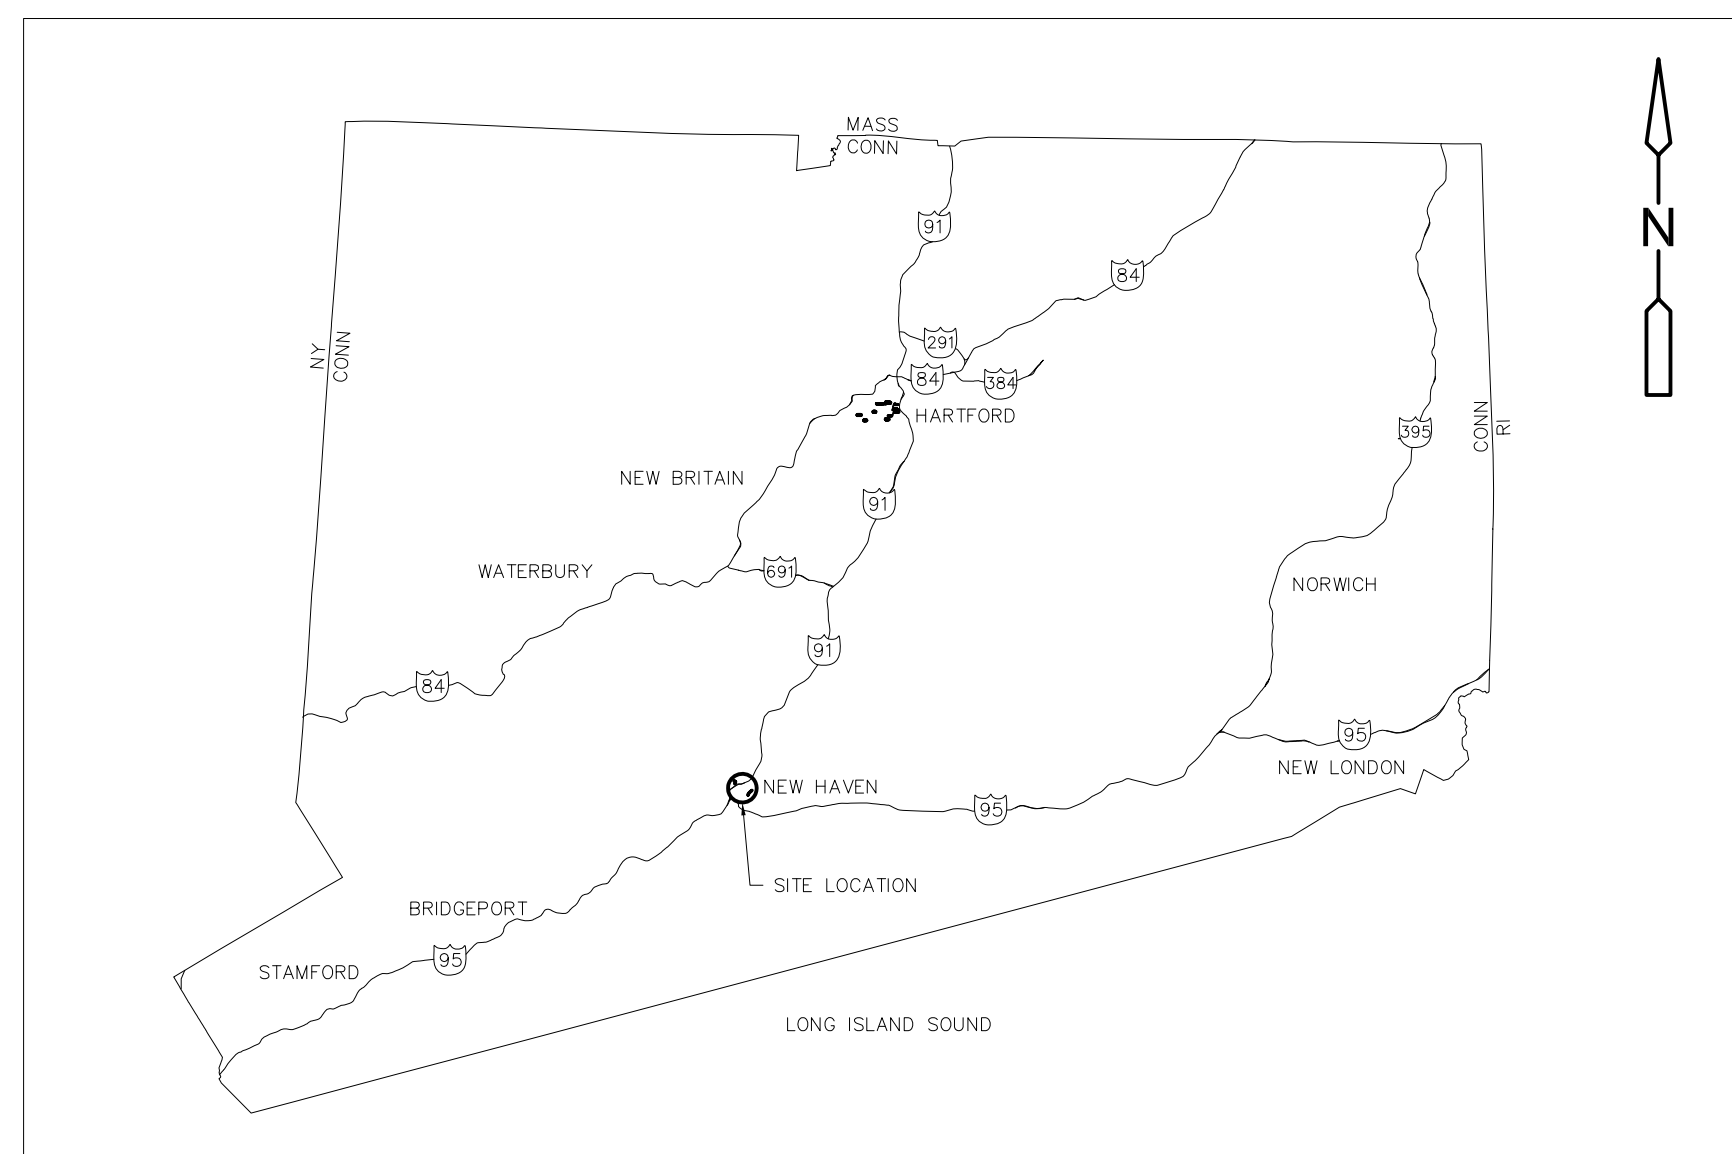 MASS
CONN
91
N
84
291
NY
CONN
84
384
HARTFORD
CONN
RI
395
NEW BRITAIN
91
WATERBURY
691
NORWICH
91
84
95
NEW LONDON
NEW HAVEN
95
SITE LOCATION
BRIDGEPORT
95
STAMFORD
LONG ISLAND SOUND